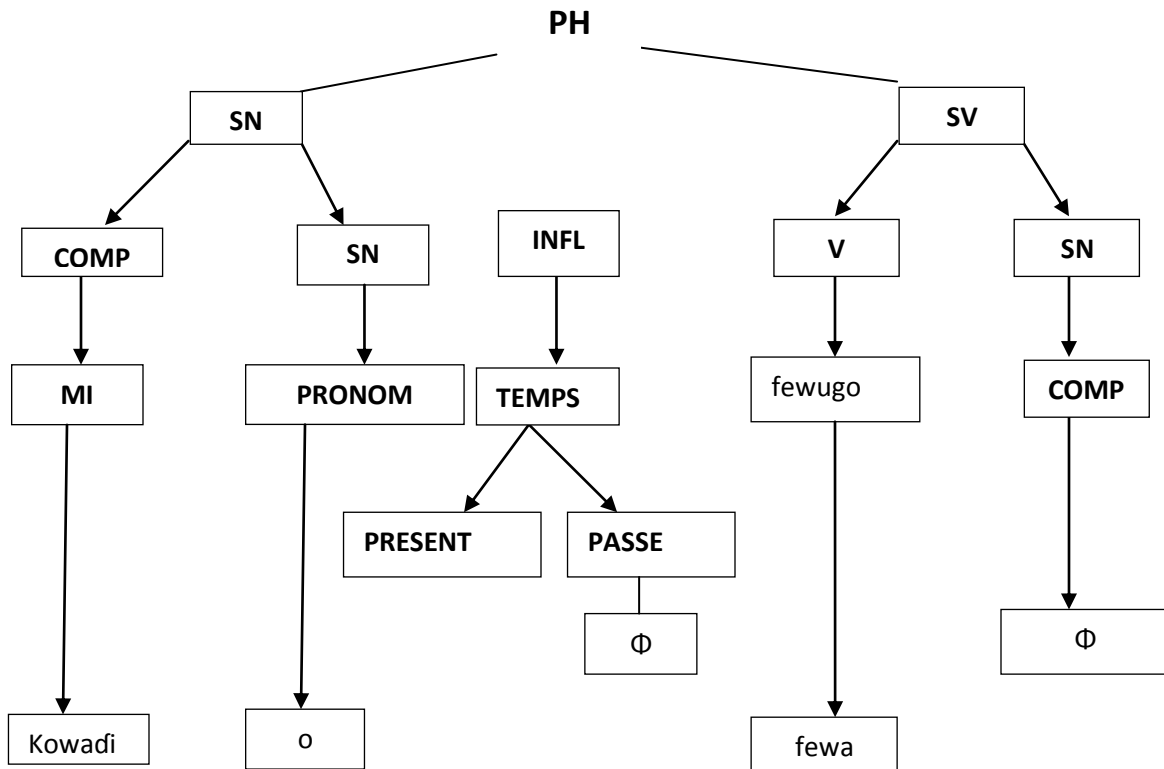 PH
SN
SV
COMP
SN
INFL
V
SN
MI
PRONOM
TEMPS
fewugo
COMP
PRESENT
PASSE
Φ
Φ
Kowaɗi
o
fewa